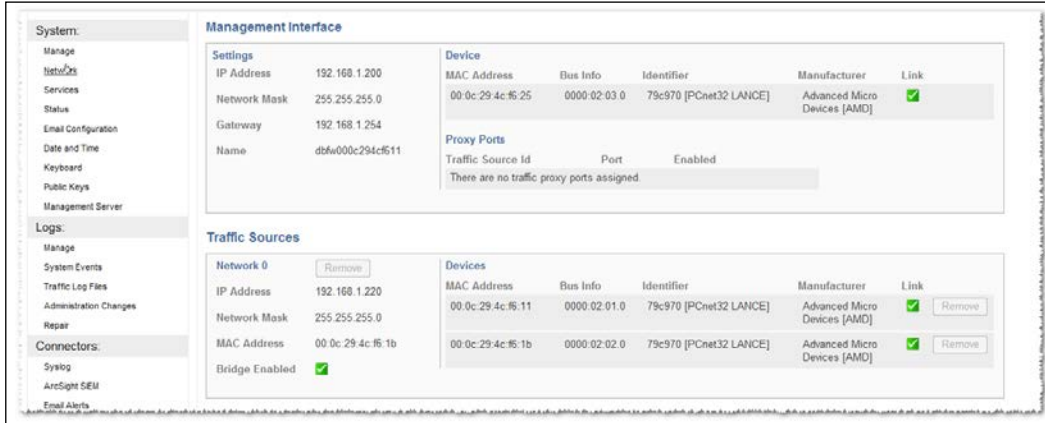 System:
Manage
Network
Services
Status
Email Configuration
Date and Time
Keyboard
Public Keys
Management Server
Logs:
Manage
System Events
Traffic Log Files
Administration Changes
Repair
Connectors:
Syslog
ArcSight SIEM
Email Alerts
Management Interface
Settings
IP Address 192.168.1.200
Network Mask 255.255.255.0
Gateway 192.168.1.254
Name dbfw000c294cf611
Device
MAC Address Bus Info Identifier Manufacturer Link
00:0c:29:4c:f6:25 0000:02:03.0 79c970 [PCnet32 LANCE] Advanced Micro
Devices [AMD]
Proxy Ports
Traffic Source Id Port Enabled
There are no traffic proxy ports assigned.
Traffic Sources
Network 0 Remove
IP Address 192.168.1.220
Network Mask 255.255.255.0
MAC Address 00:0c:29:4c:f6:1b
Bridge Enabled
Devices
MAC Address Bus Info Identifier Manufacturer Link
00:0c:29:4c:f6:11 0000:02:01.0 79c970 [PCnet32 LANCE] Advanced Micro Remove
Devices [AMD]
00:0c:29:4c:f6:1b 0000:02:02.0 79c970 [PCnet32 LANCE] Advanced Micro Remove
Devices [AMD]